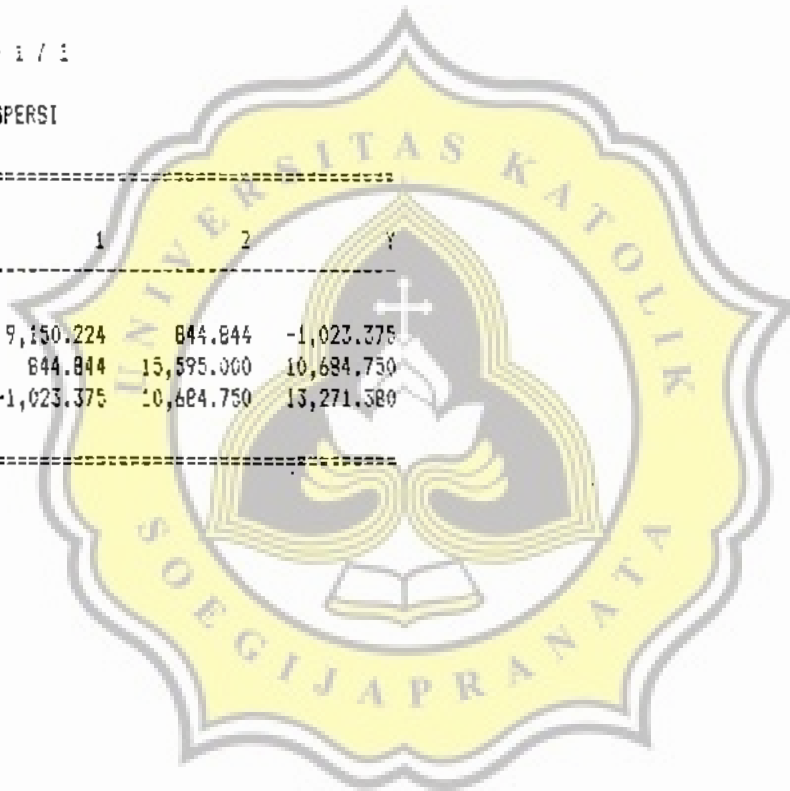 1 / 1
SPERSI
1 2 Y
9,150.224 844.844 -1,023.375
844.844 15,595.000 10,684.750
-1,023.375 10,684.750 13,271.380
UNIVERSITAS KATOLIK
SOEGIJAPRANATA